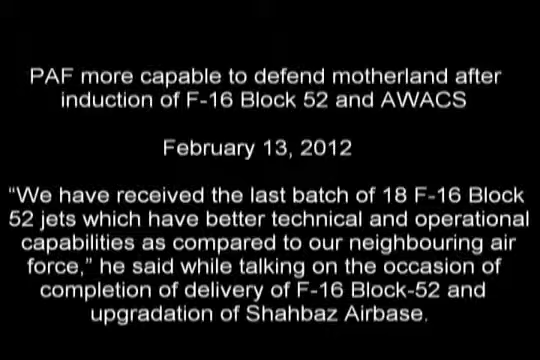 PAF more capable to defend motherland after
induction of F-16 Block 52 and AWACS
February 13, 2012
“We have received the last batch of 18 F-16 Block
52 jets which have better technical and operational
capabilities as compared to our neighbouring air
force,” he said while talking on the occasion of
completion of delivery of F-16 Block-52 and
upgradation of Shahbaz Airbase.